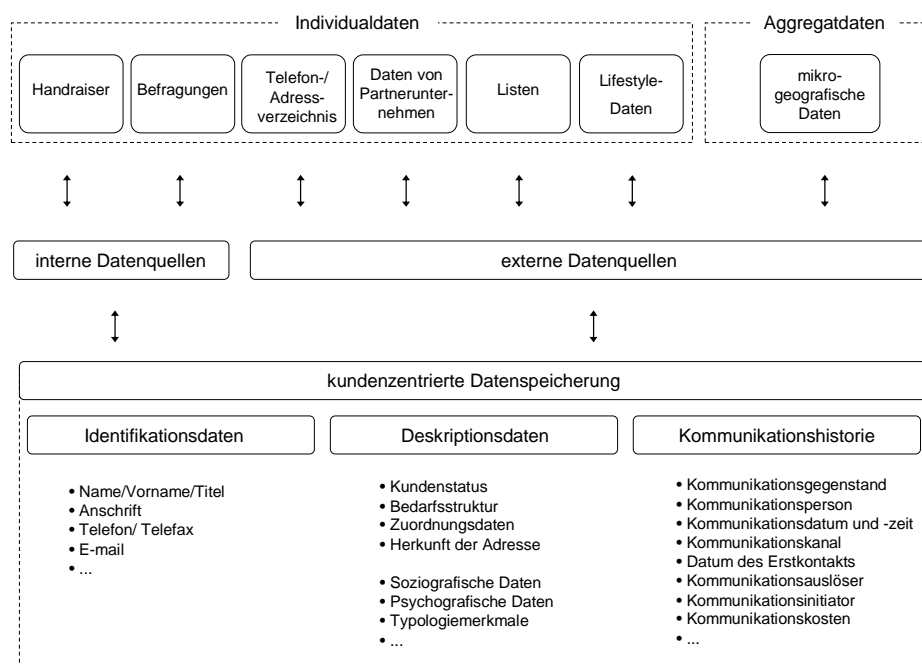 Individualdaten
Aggregatdaten
Handraiser
Befragungen
Telefon-/
Adress-
verzeichnis
Daten von
Partnerunter-
nehmen
Listen
Lifestyle-
Daten
mikro-
geografische
Daten
interne Datenquellen
externe Datenquellen
kundenzentrierte Datenspeicherung
Identifikationsdaten
• Name/Vorname/Titel
• Anschrift
• Telefon/ Telefax
• E-mail
• ...
Deskriptionsdaten
• Kundenstatus
• Bedarfsstruktur
• Zuordnungsdaten
• Herkunft der Adresse
• Soziografische Daten
• Psychografische Daten
• Typologiemerkmale
• ...
Kommunikationshistorie
• Kommunikationsgegenstand
• Kommunikationsperson
• Kommunikationsdatum und -zeit
• Kommunikationskanal
• Datum des Erstkontakts
• Kommunikationsauslöser
• Kommunikationsinitiator
• Kommunikationskosten
• ...